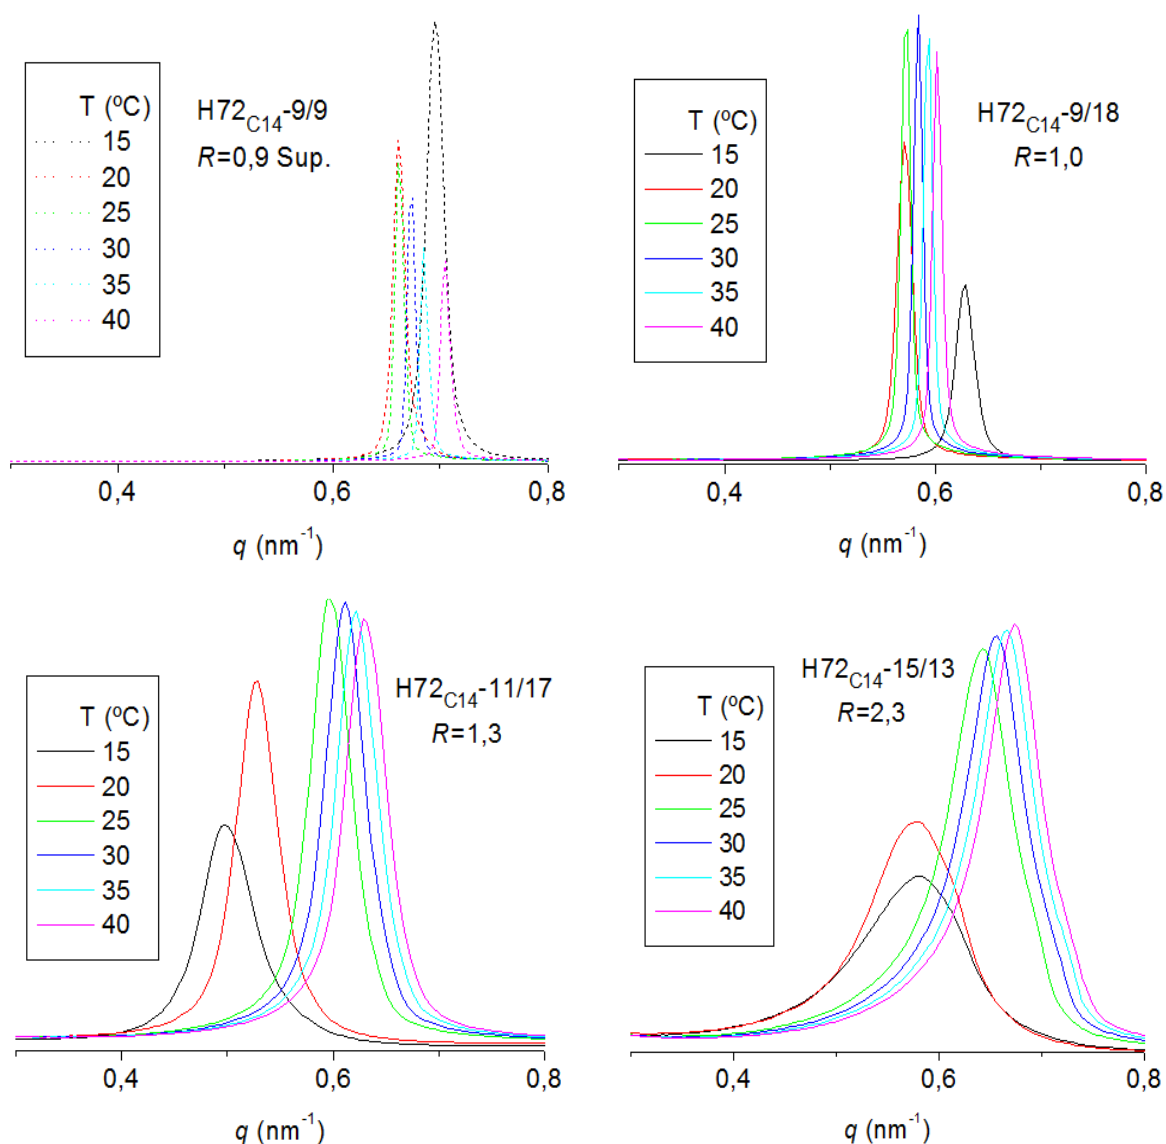 T (ºC)
15
20
25
30
35
40
H72C14-9/9
R=0,9 Sup.
0,4
0,6
0,8
q (nm-1)
T (ºC)
15
20
25
30
35
40
H72C14-9/18
R=1,0
0,4
0,6
0,8
q (nm-1)
T (ºC)
15
20
25
30
35
40
H72C14-11/17
R=1,3
0,4
0,6
0,8
q (nm-1)
T (ºC)
15
20
25
30
35
40
H72C14-15/13
R=2,3
0,4
0,6
0,8
q (nm-1)